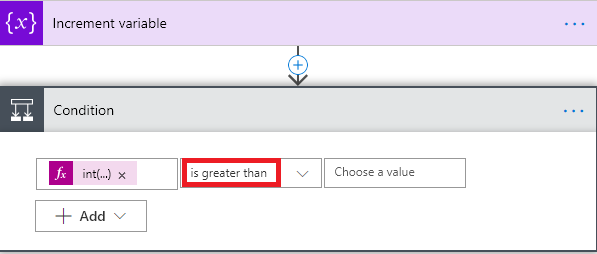 {x} Increment variable ...
Condition ...
fx int(...) × is greater than Choose a value
+ Add